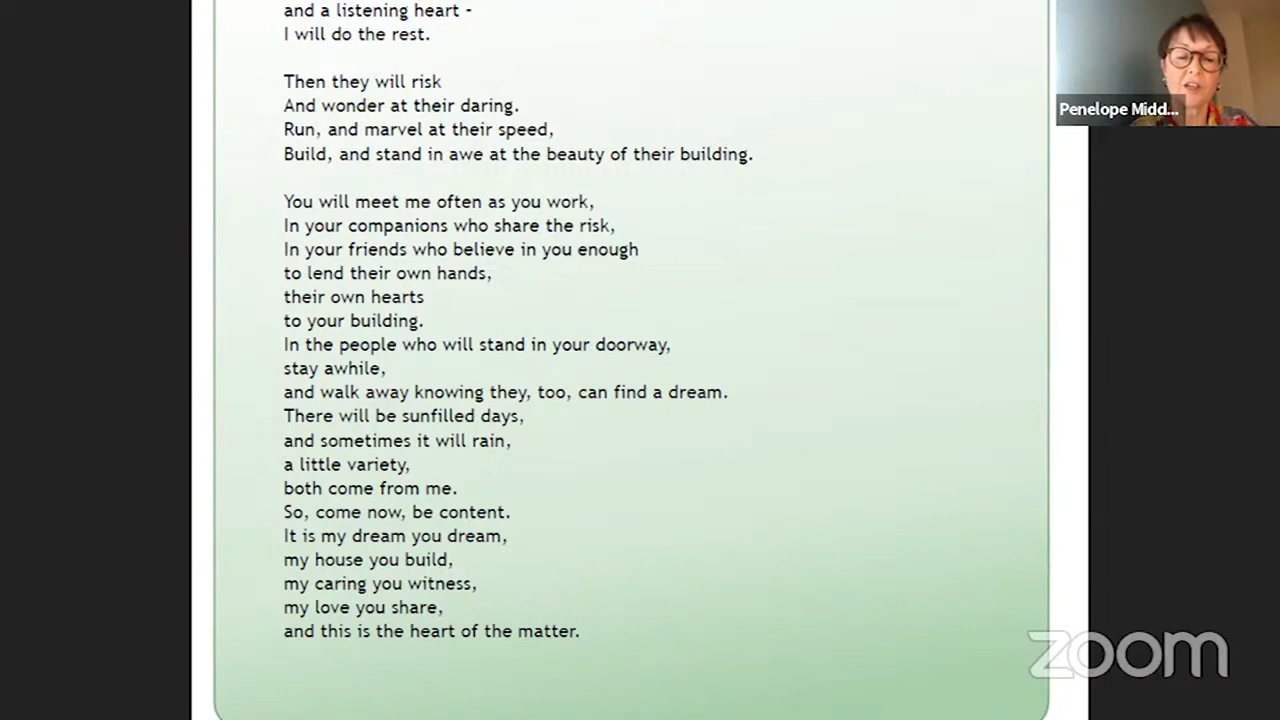 and a listening heart -
I will do the rest.
Then they will risk
And wonder at their daring.
Run, and marvel at their speed,
Build, and stand in awe at the beauty of their building.
You will meet me often as you work,
In your companions who share the risk,
In your friends who believe in you enough
to lend their own hands,
their own hearts
to your building.
In the people who will stand in your doorway,
stay awhile,
and walk away knowing they, too, can find a dream.
There will be sunfilled days,
and sometimes it will rain,
a little variety,
both come from me.
So, come now, be content.
It is my dream you dream,
my house you build,
my caring you witness,
my love you share,
and this is the heart of the matter.
Penelope Midd...
zoom